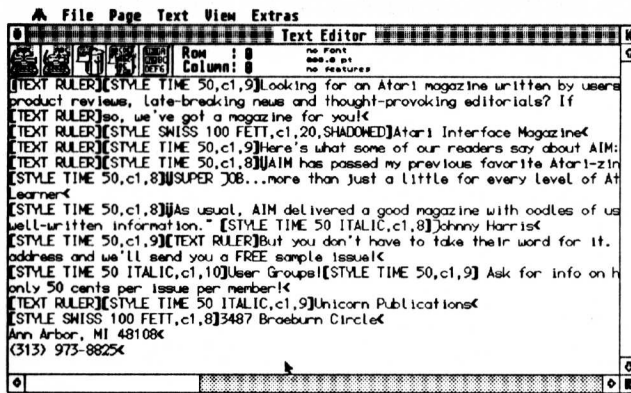 File Page Text View Extras
Text Editor
Row : 0 no Font
Column: 0 000.0 pt
no features
[TEXT RULER][STYLE TIME 50,c1,9]Looking for an Atari magazine written by users
product reviews, late-breaking news and thought-provoking editorials? If
[TEXT RULER]so, we've got a magazine for you!<
[TEXT RULER][STYLE SWISS 100 FETT,c1,20,SHADOWED]Atari Interface Magazine<
[TEXT RULER][STYLE TIME 50,c1,9]Here's what some of our readers say about AIM:
[TEXT RULER][STYLE TIME 50,c1,8]AIM has passed my previous favorite Atari-zin
[STYLE TIME 50,c1,8]SUPER JOB...more than just a little for every level of At
Learner<
[STYLE TIME 50,c1,8]As usual, AIM delivered a good magazine with oodles of us
well-written information." [STYLE TIME 50 ITALIC,c1,8]Johnny Harris<
[STYLE TIME 50,c1,9][TEXT RULER]But you don't have to take their word for it.
address and we'll send you a FREE sample issue!<
[STYLE TIME 50 ITALIC,c1,10]User Groups![STYLE TIME 50,c1,9] Ask for info on h
only 50 cents per issue per member!<
[TEXT RULER][STYLE TIME 50 ITALIC,c1,9]Unicorn Publications<
[STYLE SWISS 100 FETT,c1,8]3487 Braeburn Circle<
Ann Arbor, MI 48108<
(313) 973-8825<